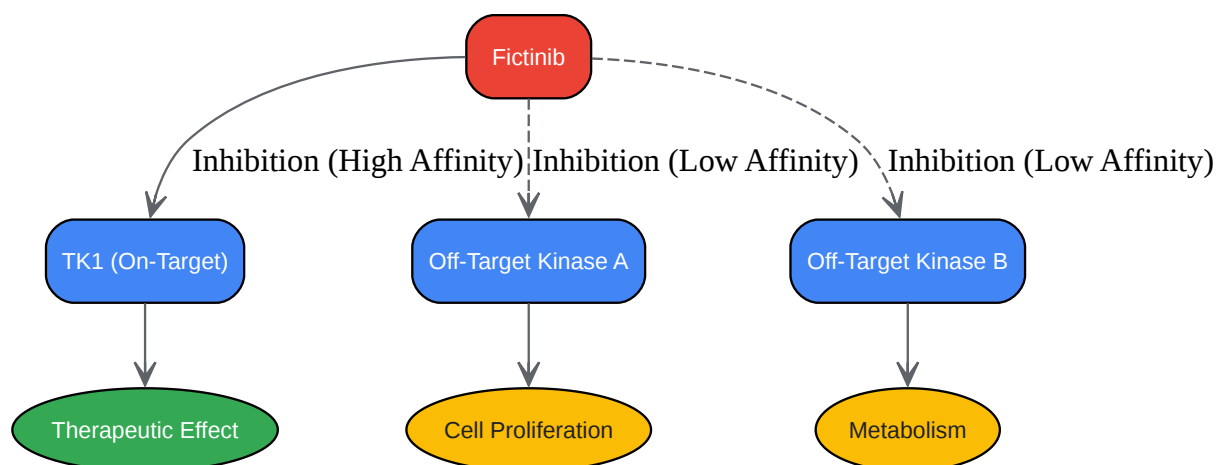 Fictinib
Inhibition (High Affinity)
Inhibition (Low Affinity)
Inhibition (Low Affinity)
TK1 (On-Target)
Off-Target Kinase A
Off-Target Kinase B
Therapeutic Effect
Cell Proliferation
Metabolism